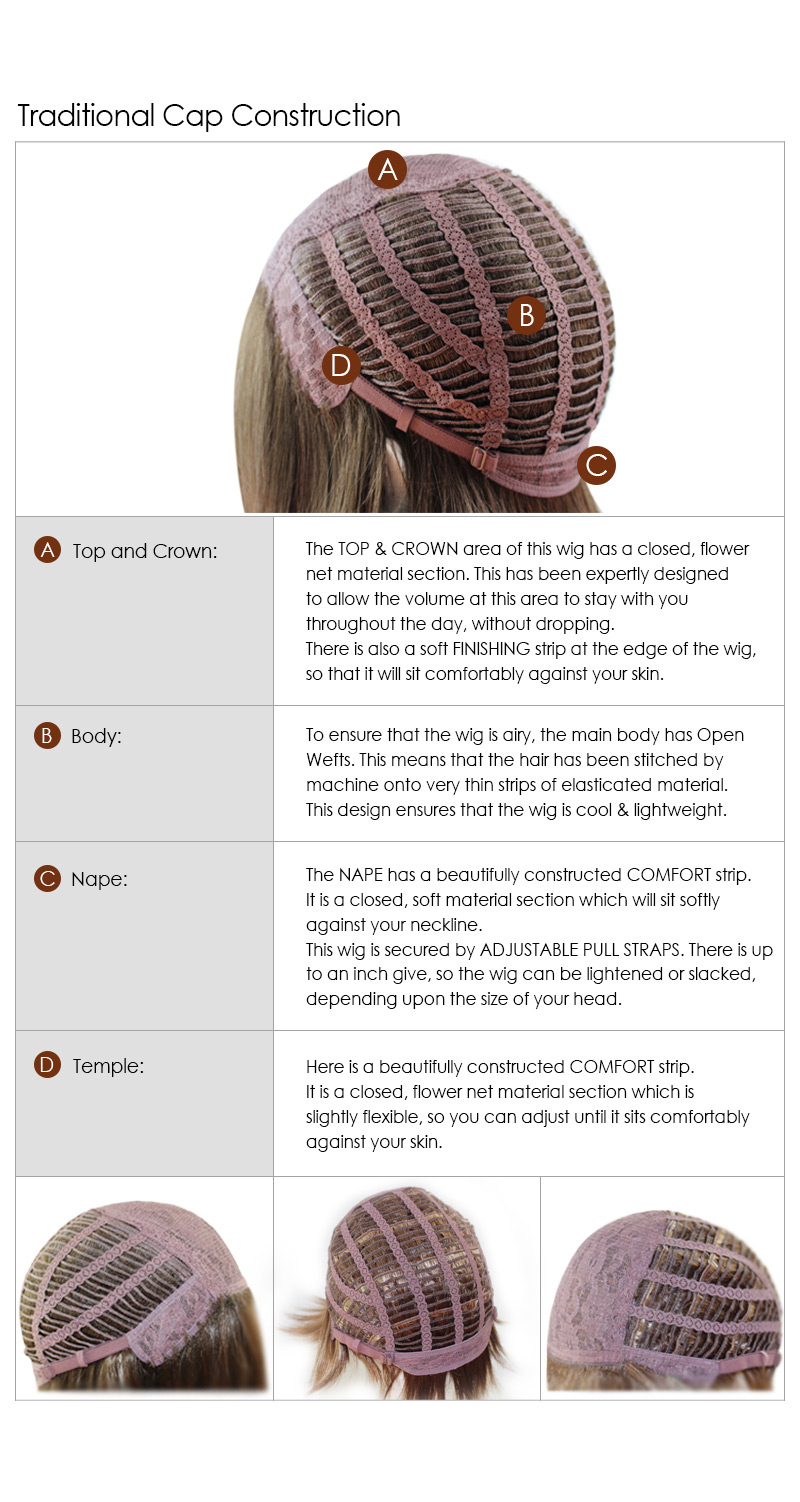 Traditional Cap Construction
A
B
D
C
A Top and Crown:
The TOP & CROWN area of this wig has a closed, flower
net material section. This has been expertly designed
to allow the volume at this area to stay with you
throughout the day, without dropping.
There is also a soft FINISHING strip at the edge of the wig,
so that it will sit comfortably against your skin.
B Body:
To ensure that the wig is airy, the main body has Open
Wefts. This means that the hair has been stitched by
machine onto very thin strips of elasticated material.
This design ensures that the wig is cool & lightweight.
C Nape:
The NAPE has a beautifully constructed COMFORT strip.
It is a closed, soft material section which will sit softly
against your neckline.
This wig is secured by ADJUSTABLE PULL STRAPS. There is up
to an inch give, so the wig can be lightened or slacked,
depending upon the size of your head.
D Temple:
Here is a beautifully constructed COMFORT strip.
It is a closed, flower net material section which is
slightly flexible, so you can adjust until it sits comfortably
against your skin.